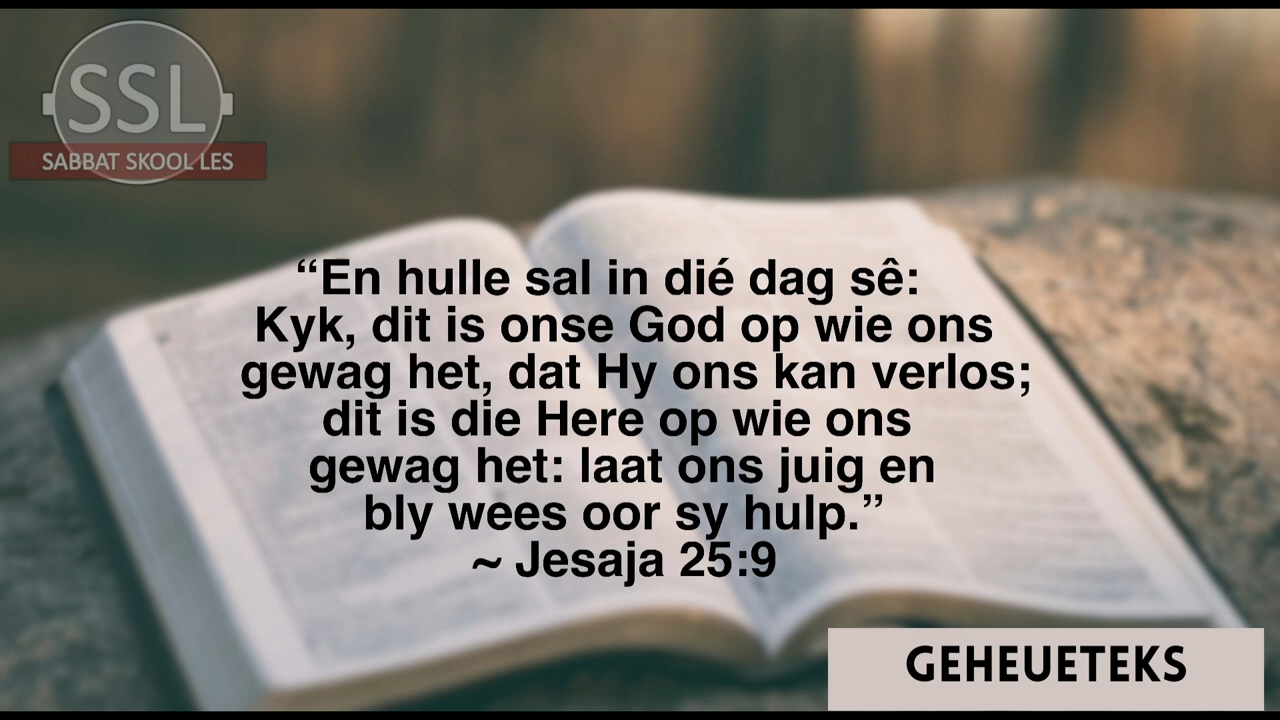 SSL
SABBAT SKOOL LES
“En hulle sal in dié dag sê:
Kyk, dit is onse God op wie ons
gewag het, dat Hy ons kan verlos;
dit is die Here op wie ons
gewag het: laat ons juig en
bly wees oor sy hulp.”
~ Jesaja 25:9
GEHEUETEKS